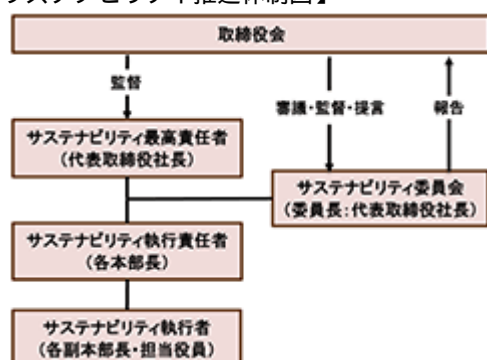 サステナビリティ推進体制図】
取締役会
監督
審議・監督・提言
報告
サステナビリティ最高責任者
（代表取締役社長）
サステナビリティ委員会
（委員長：代表取締役社長）
サステナビリティ執行責任者
（各本部長）
サステナビリティ執行者
（各副本部長・担当役員）